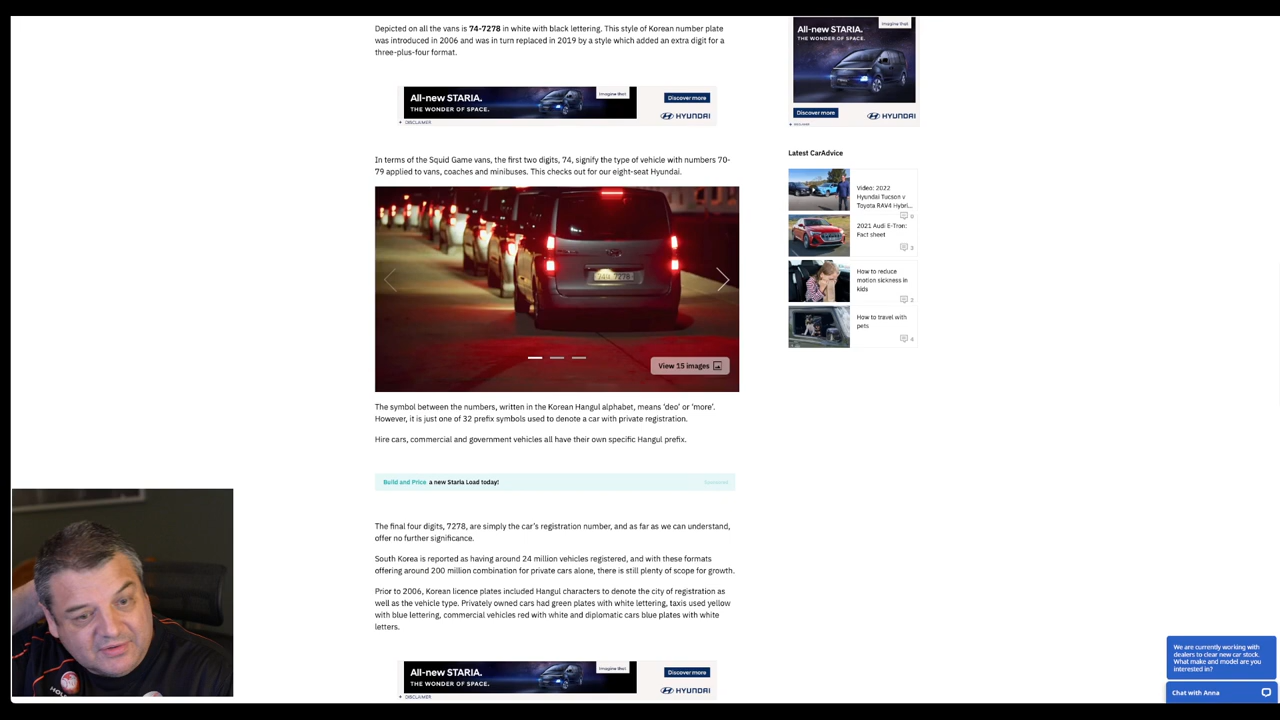 Depicted on all the vans is 74-7278 in white with black lettering. This style of Korean number plate
was introduced in 2006 and was in turn replaced in 2019 by a style which added an extra digit for a
three-plus-four format.
All-new STARIA.
THE WONDER OF SPACE.
Imagine that.
Discover more
HYUNDAI
+ DISCLAIMER
In terms of the Squid Game vans, the first two digits, 74, signify the type of vehicle with numbers 70-
79 applied to vans, coaches and minibuses. This checks out for our eight-seat Hyundai.
View 15 images
The symbol between the numbers, written in the Korean Hangul alphabet, means 'deo' or 'more'.
However, it is just one of 32 prefix symbols used to denote a car with private registration.
Hire cars, commercial and government vehicles all have their own specific Hangul prefix.
Build and Price a new Staria Load today!
Sponsored
The final four digits, 7278, are simply the car's registration number, and as far as we can understand,
offer no further significance.
South Korea is reported as having around 24 million vehicles registered, and with these formats
offering around 200 million combination for private cars alone, there is still plenty of scope for growth.
Prior to 2006, Korean licence plates included Hangul characters to denote the city of registration as
well as the vehicle type. Privately owned cars had green plates with white lettering, taxis used yellow
with blue lettering, commercial vehicles red with white and diplomatic cars blue plates with white
letters.
All-new STARIA.
THE WONDER OF SPACE.
Imagine that.
Discover more
HYUNDAI
+ DISCLAIMER
Imagine that.
All-new STARIA.
THE WONDER OF SPACE.
Discover more
HYUNDAI
+ DISCLAIMER
Latest CarAdvice
Video: 2022
Hyundai Tucson v
Toyota RAV4 Hybri...
0
2021 Audi E-Tron:
Fact sheet
3
How to reduce
motion sickness in
kids
2
How to travel with
pets
4
We are currently working with
dealers to clear new car stock.
What make and model are you
interested in?
Chat with Anna